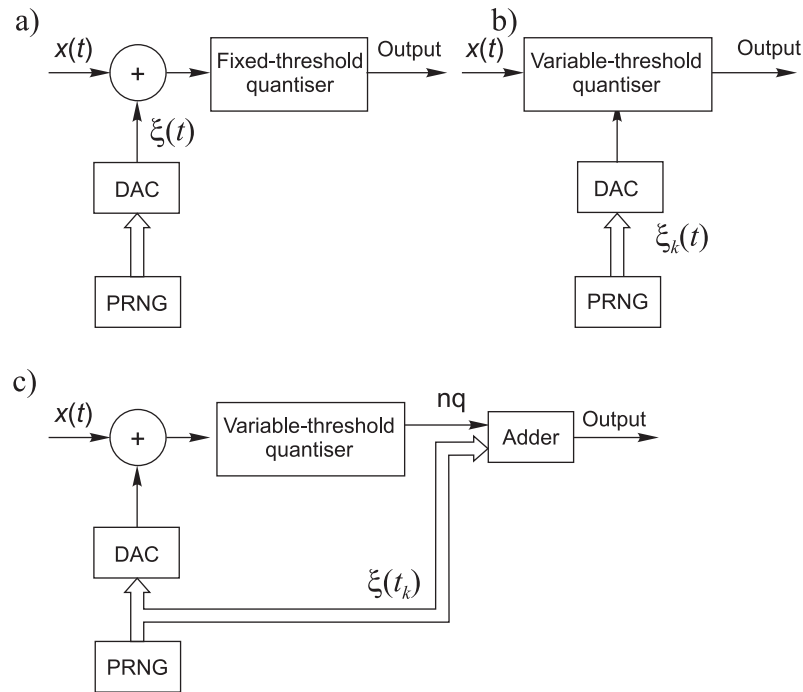 a)
x(t)
+
Fixed-threshold
quantiser
Output
ξ(t)
DAC
PRNG
b)
x(t)
Variable-threshold
quantiser
Output
DAC
ξk(t)
PRNG
c)
x(t)
+
Variable-threshold
quantiser
nq
Adder
Output
DAC
ξ(tk)
PRNG